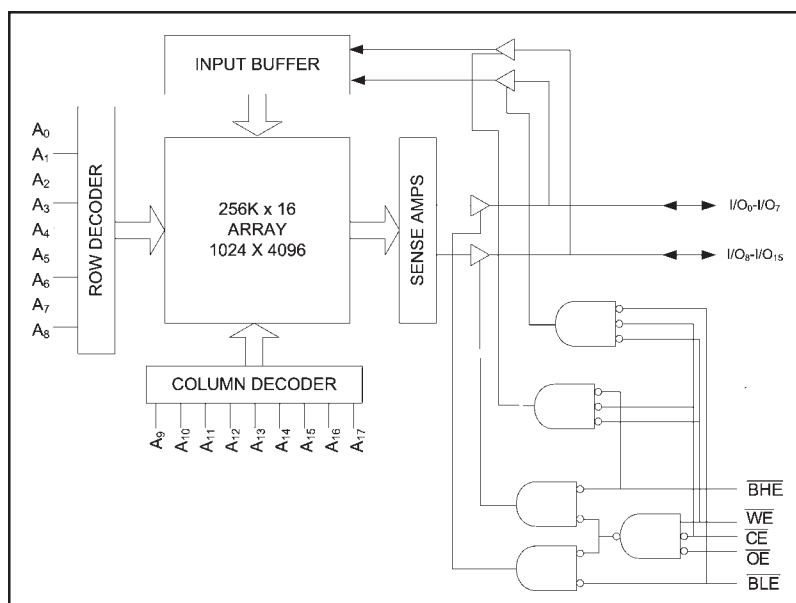 INPUT BUFFER
A0
A1
A2
A3
A4
A5
A6
A7
A8
ROW DECODER
256K x 16
ARRAY
1024 X 4096
SENSE AMPS
I/O0-I/O7
I/O8-I/O15
COLUMN DECODER
A9
A10
A11
A12
A13
A14
A15
A16
A17
BHE
WE
CE
OE
BLE